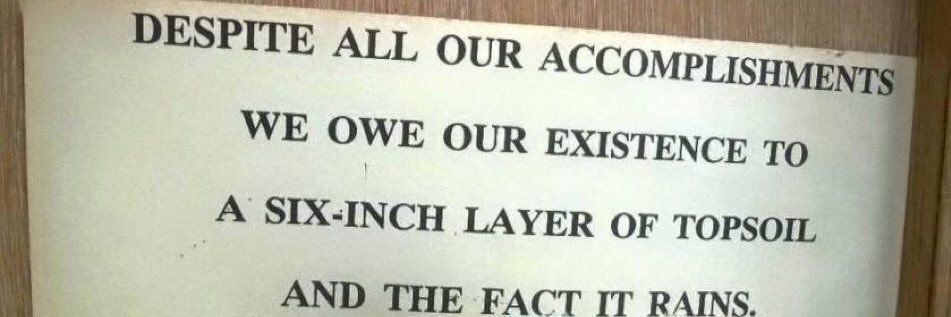 DESPITE ALL OUR ACCOMPLISHMENTS
WE OWE OUR EXISTENCE TO
A SIX-INCH LAYER OF TOPSOIL
AND THE FACT IT RAINS.